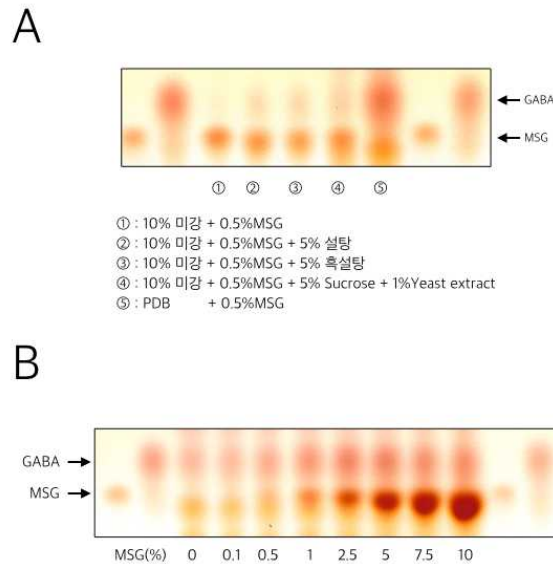 A
GABA
MSG
① ② ③ ④ ⑤
① : 10% 미강 + 0.5%MSG
② : 10% 미강 + 0.5%MSG + 5% 설탕
③ : 10% 미강 + 0.5%MSG + 5% 흑설탕
④ : 10% 미강 + 0.5%MSG + 5% Sucrose + 1%Yeast extract
⑤ : PDB + 0.5%MSG
B
GABA
MSG
MSG(%) 0 0.1 0.5 1 2.5 5 7.5 10